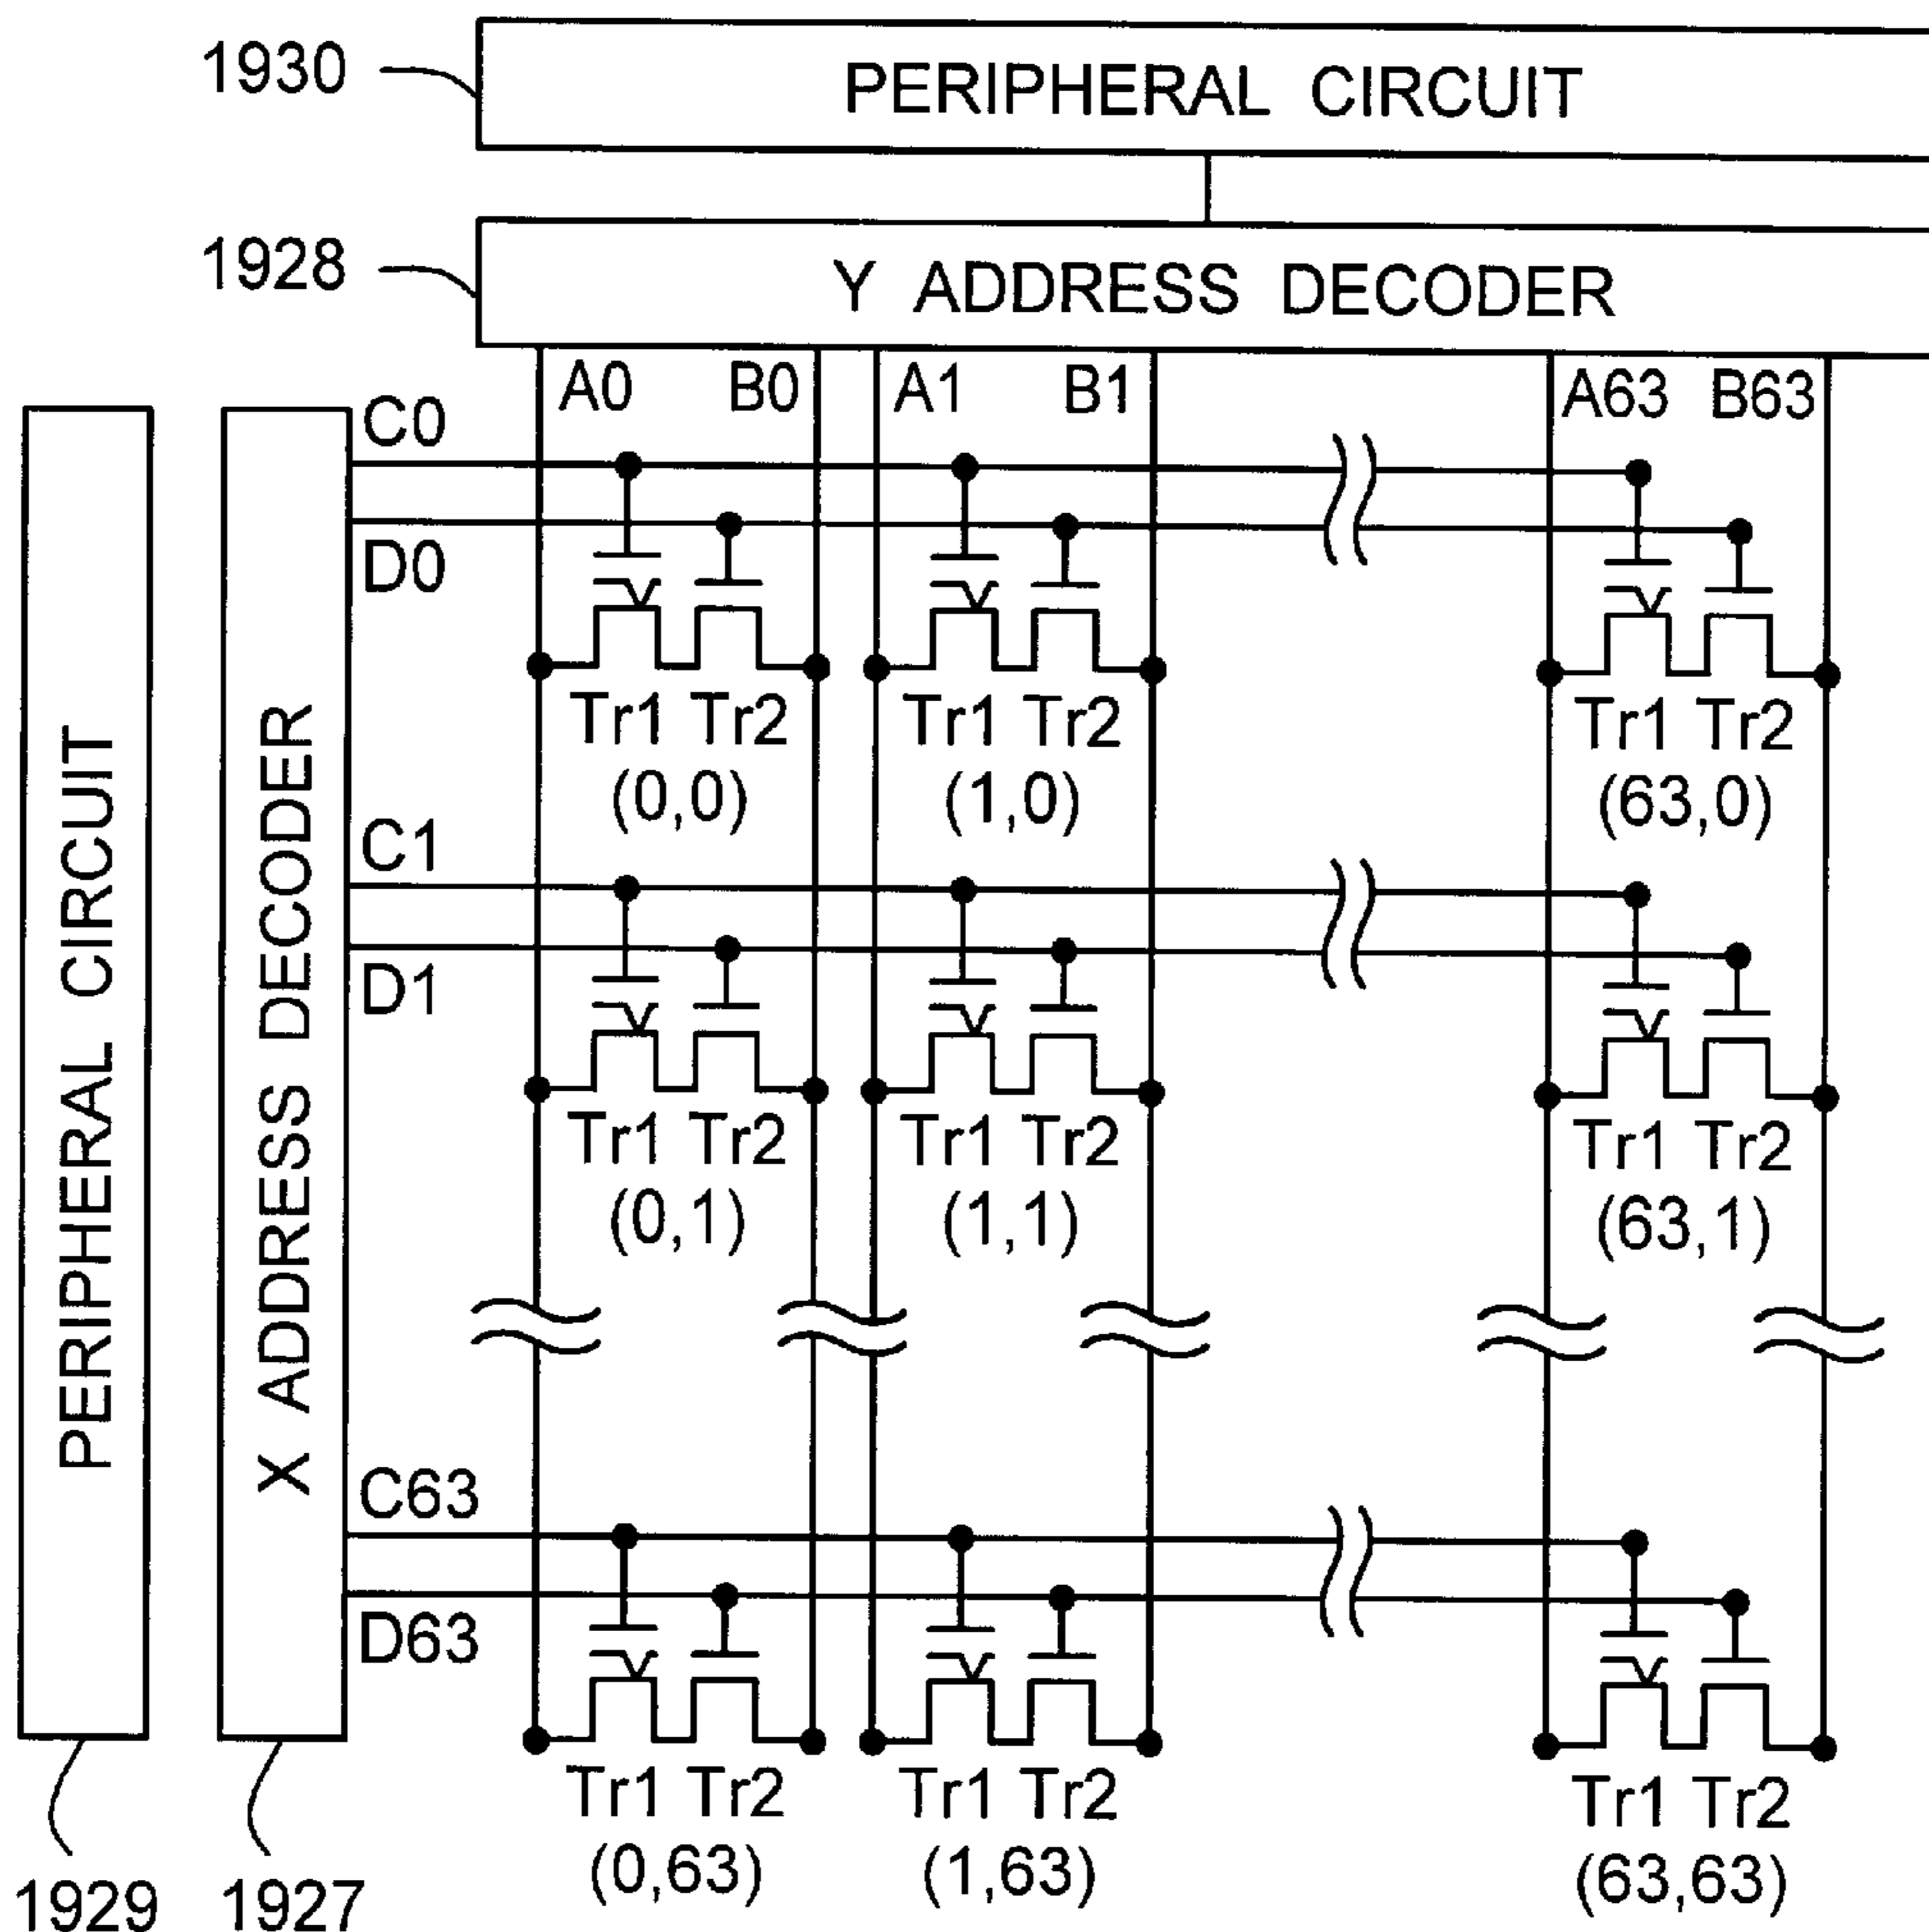 1930
PERIPHERAL CIRCUIT
1928
Y ADDRESS DECODER
A0 B0 A1 B1 A63 B63
C0
D0
Tr1 Tr2 Tr1 Tr2 Tr1 Tr2
(0,0) (1,0) (63,0)
C1
D1
Tr1 Tr2 Tr1 Tr2 Tr1 Tr2
(0,1) (1,1) (63,1)
PERIPHERAL CIRCUIT
X ADDRESS DECODER
C63
D63
Tr1 Tr2 Tr1 Tr2 Tr1 Tr2
(0,63) (1,63) (63,63)
1929 1927